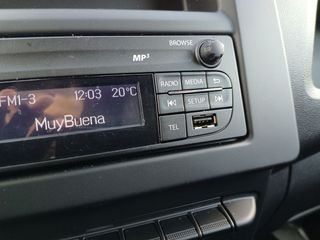 BROWSE
MP3
FM1-3 12:03 20°C
MuyBuena
RADIO MEDIA
SETUP
TEL